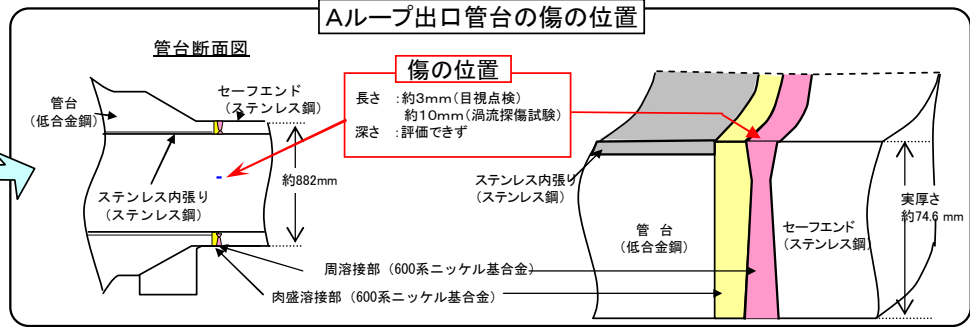 Aループ出口管台の傷の位置
管台断面図
傷の位置
長さ :約3mm(目視点検)
約10mm(渦流探傷試験)
深さ :評価できず
管台
(低合金鋼)
セーフエンド
(ステンレス鋼)
約882mm
ステンレス内張り
(ステンレス鋼)
ステンレス内張り
(ステンレス鋼)
実厚さ
約74.6 mm
管 台
(低合金鋼)
セーフエンド
(ステンレス鋼)
周溶接部(600系ニッケル基合金)
肉盛溶接部(600系ニッケル基合金)